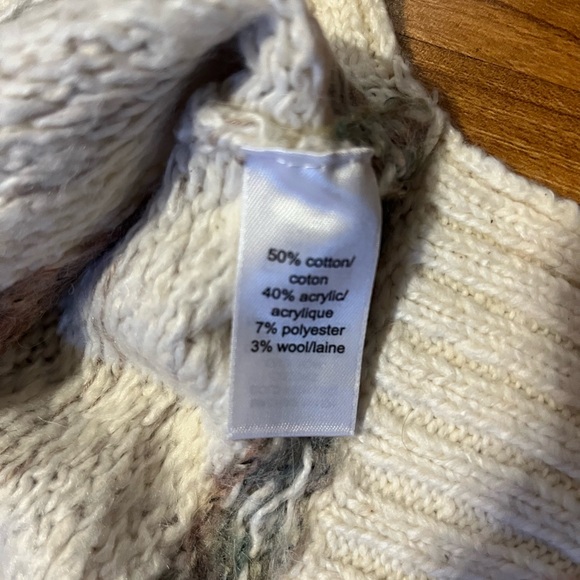 50% cotton/
coton
40% acrylic/
acrylique
7% polyester
3% wool/laine